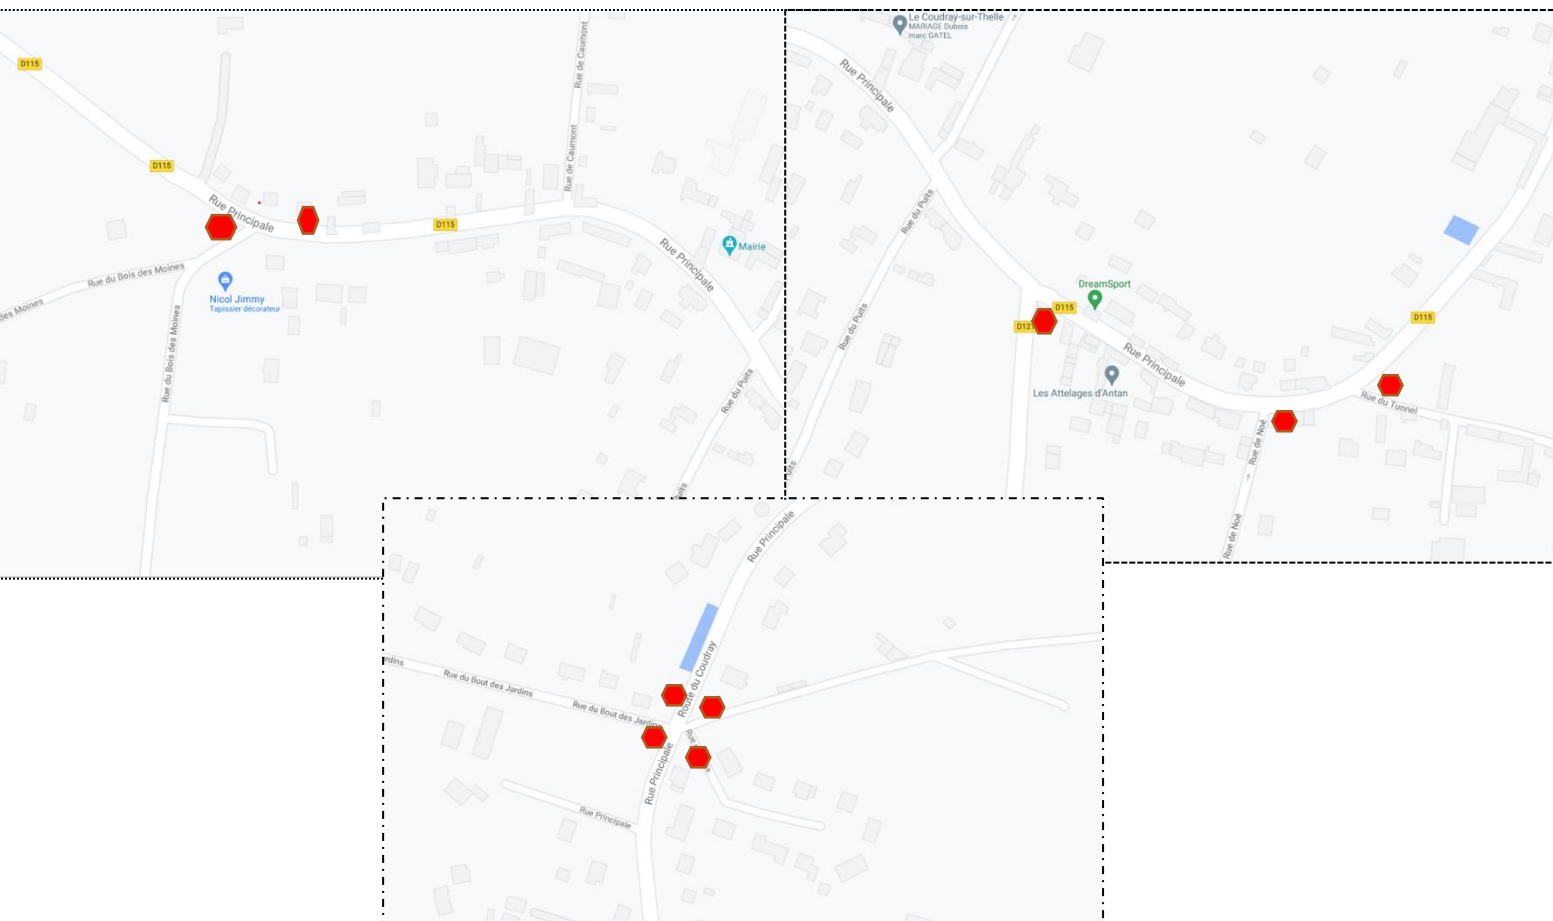 D115
D115
Rue Principale
Rue de Caumont
Rue de Caumont
D115
Rue Principale
Mairie
Rue du Bois des Moines
des Moines
Nicol Jimmy
Tapissier décorateur
Rue du Bois des Moines
Rue du Puits
Puits
Le Coudray-sur-Thelle
MARIAGE Dubois
marc GATEL
Rue Principale
Rue du Puits
Rue du Puits
DreamSport
D115
Rue Principale
Les Attelages d'Antan
D115
Rue du Tunnel
Rue de Noé
Rue de Noé
Rue Principale
Route du Coudray
rdins
Rue du Bout des Jardins
Rue du Bout des Jardins
Rue Principale
Rue Principale